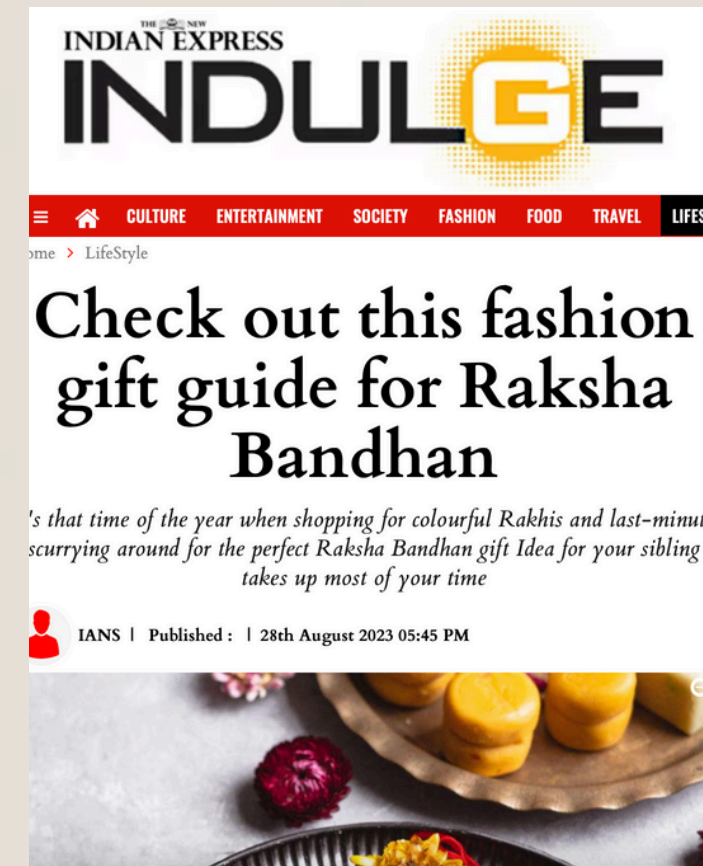 THE NEW
INDIAN EXPRESS
INDULGE
CULTURE ENTERTAINMENT SOCIETY FASHION FOOD TRAVEL LIFES
ome > LifeStyle
Check out this fashion
gift guide for Raksha
Bandhan
's that time of the year when shopping for colourful Rakhis and last-minut
scurrying around for the perfect Raksha Bandhan gift Idea for your sibling
takes up most of your time
IANS | Published : | 28th August 2023 05:45 PM